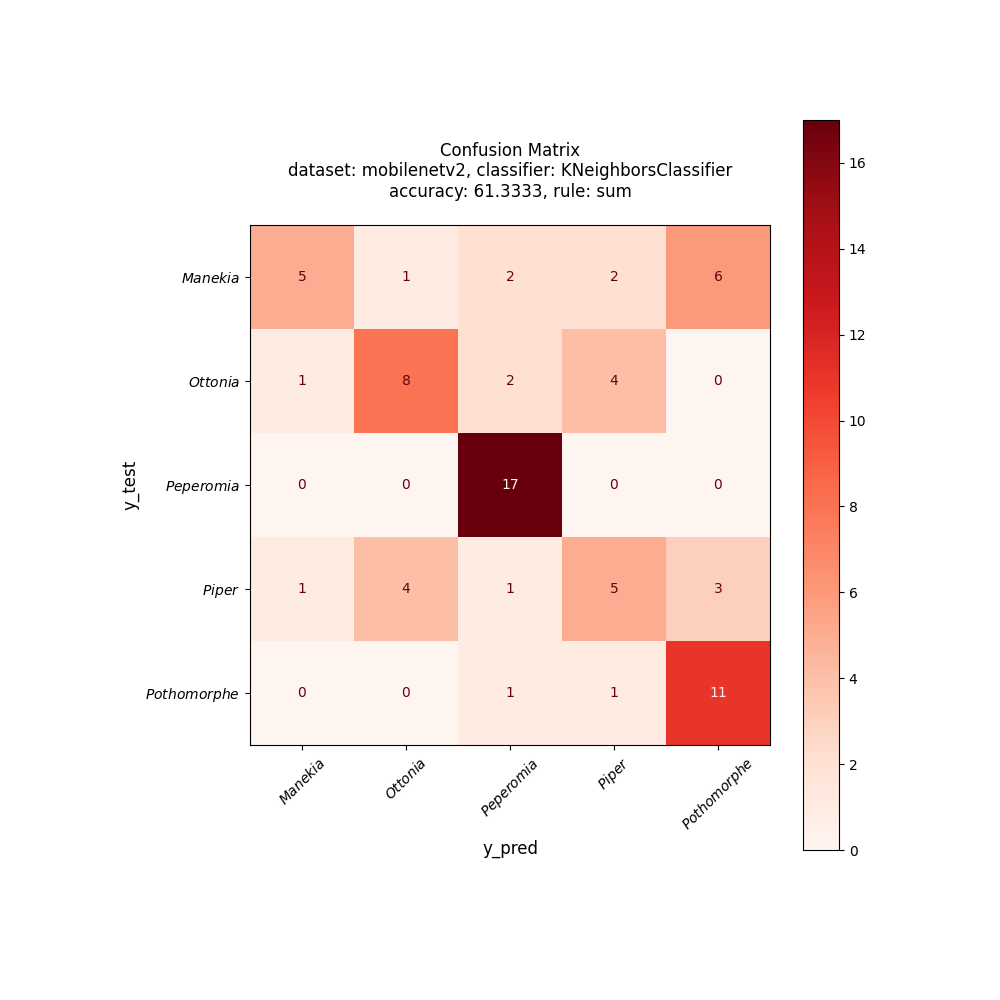 Confusion Matrix
dataset: mobilenetv2, classifier: KNeighborsClassifier
accuracy: 61.3333, rule: sum
y_test
Manekia 5 1 2 2 6
Ottonia 1 8 2 4 0
Peperomia 0 0 17 0 0
Piper 1 4 1 5 3
Pothomorphe 0 0 1 1 11
Manekia Ottonia Peperomia Piper Pothomorphe
y_pred
16
14
12
10
8
6
4
2
0